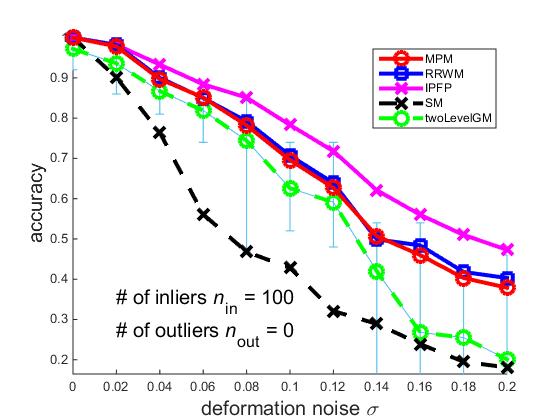 MPM
RRWM
IPFP
SM
twoLevelGM
0.9
0.8
0.7
0.6
0.5
0.4
0.3
0.2
accuracy
# of inliers n_in = 100
# of outliers n_out = 0
0 0.02 0.04 0.06 0.08 0.1 0.12 0.14 0.16 0.18 0.2
deformation noise σ